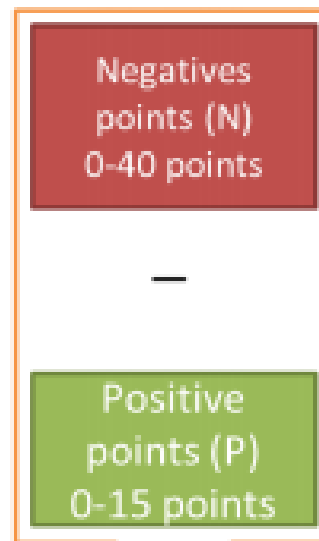 Negatives
points (N)
0-40 points
–
Positive
points (P)
0-15 points